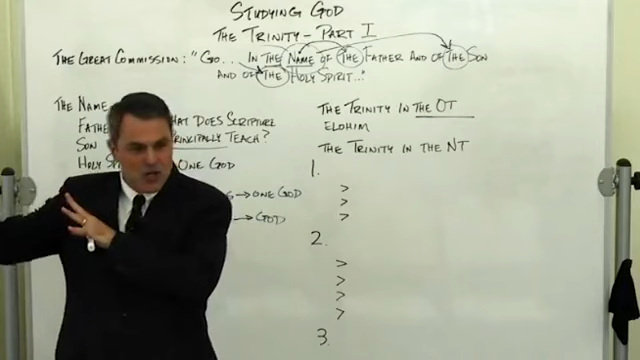 STUDYING GOD
THE TRINITY - PART I
THE GREAT COMMISSION: "GO... IN THE NAME OF THE FATHER AND OF THE SON
AND OF THE HOLY SPIRIT..."
THE NAME
FATHER
SON
HOLY
WHAT DOES SCRIPTURE
PRINCIPALLY TEACH?
ONE GOD
→ ONE GOD
→ GOD
THE TRINITY IN THE OT
ELOHIM
THE TRINITY IN THE NT
1.
>
>
>
2.
>
>
>
>
3.